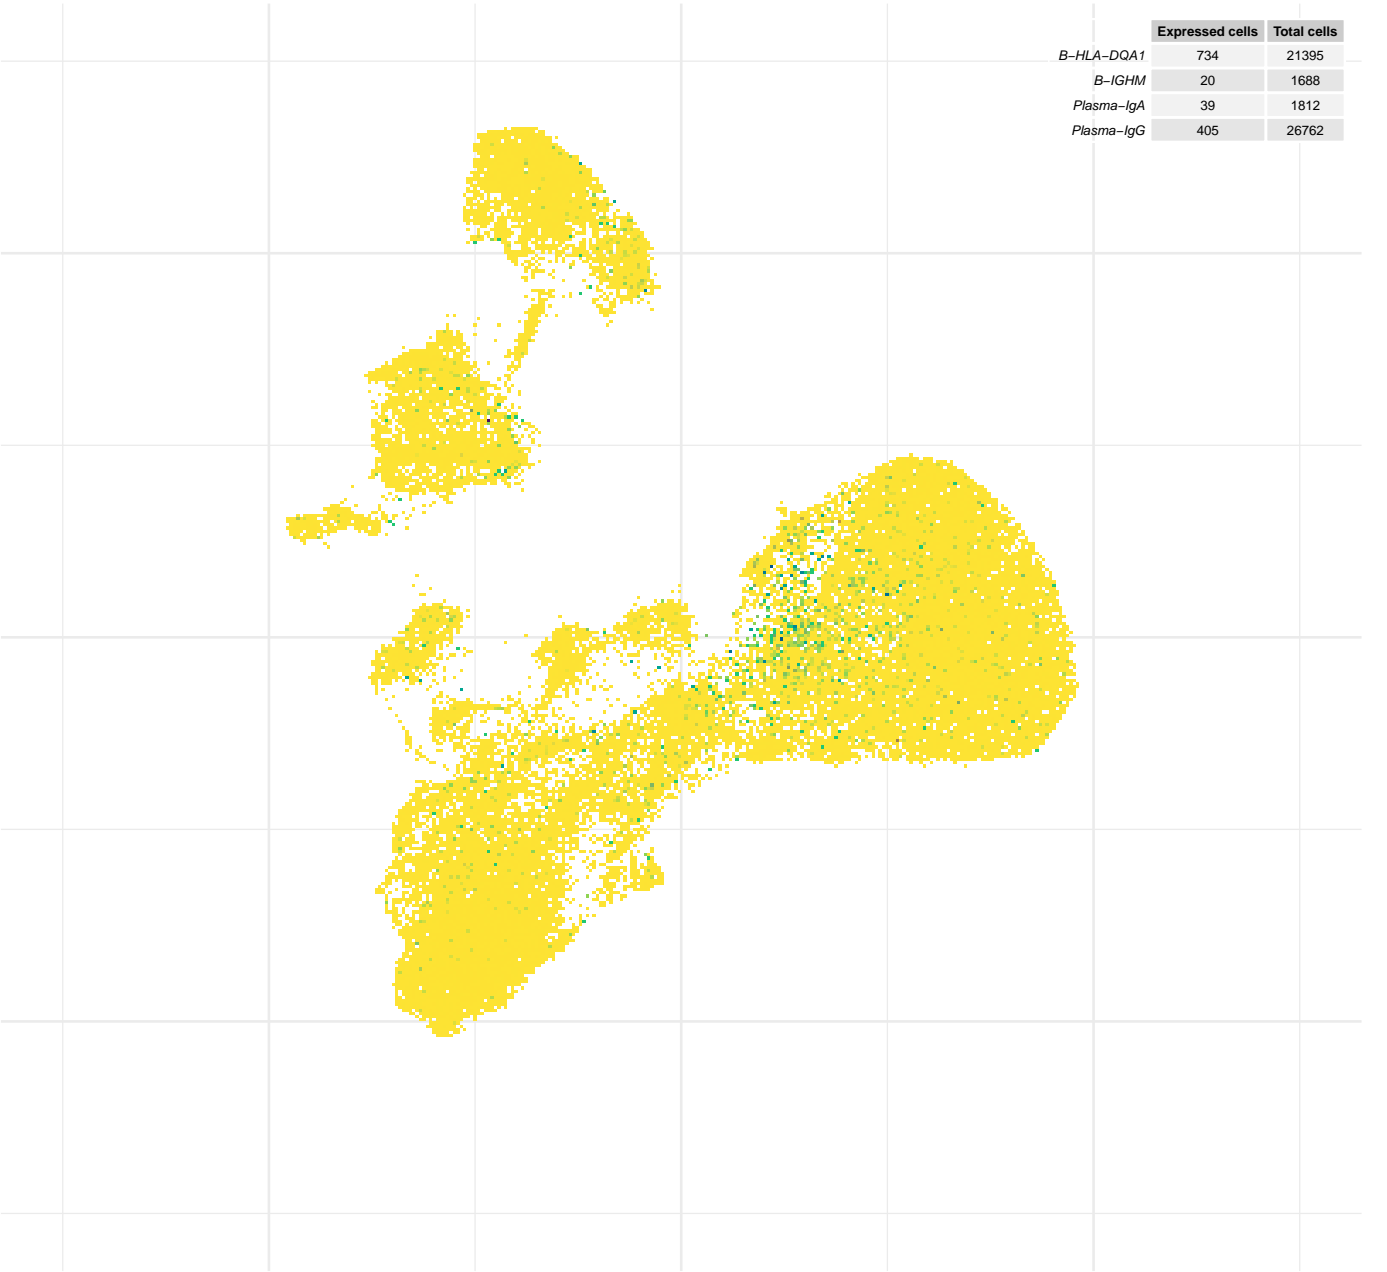 Expressed cells Total cells
B−HLA−DQA1 734 21395
B−IGHM 20 1688
Plasma−IgA 39 1812
Plasma−IgG 405 26762